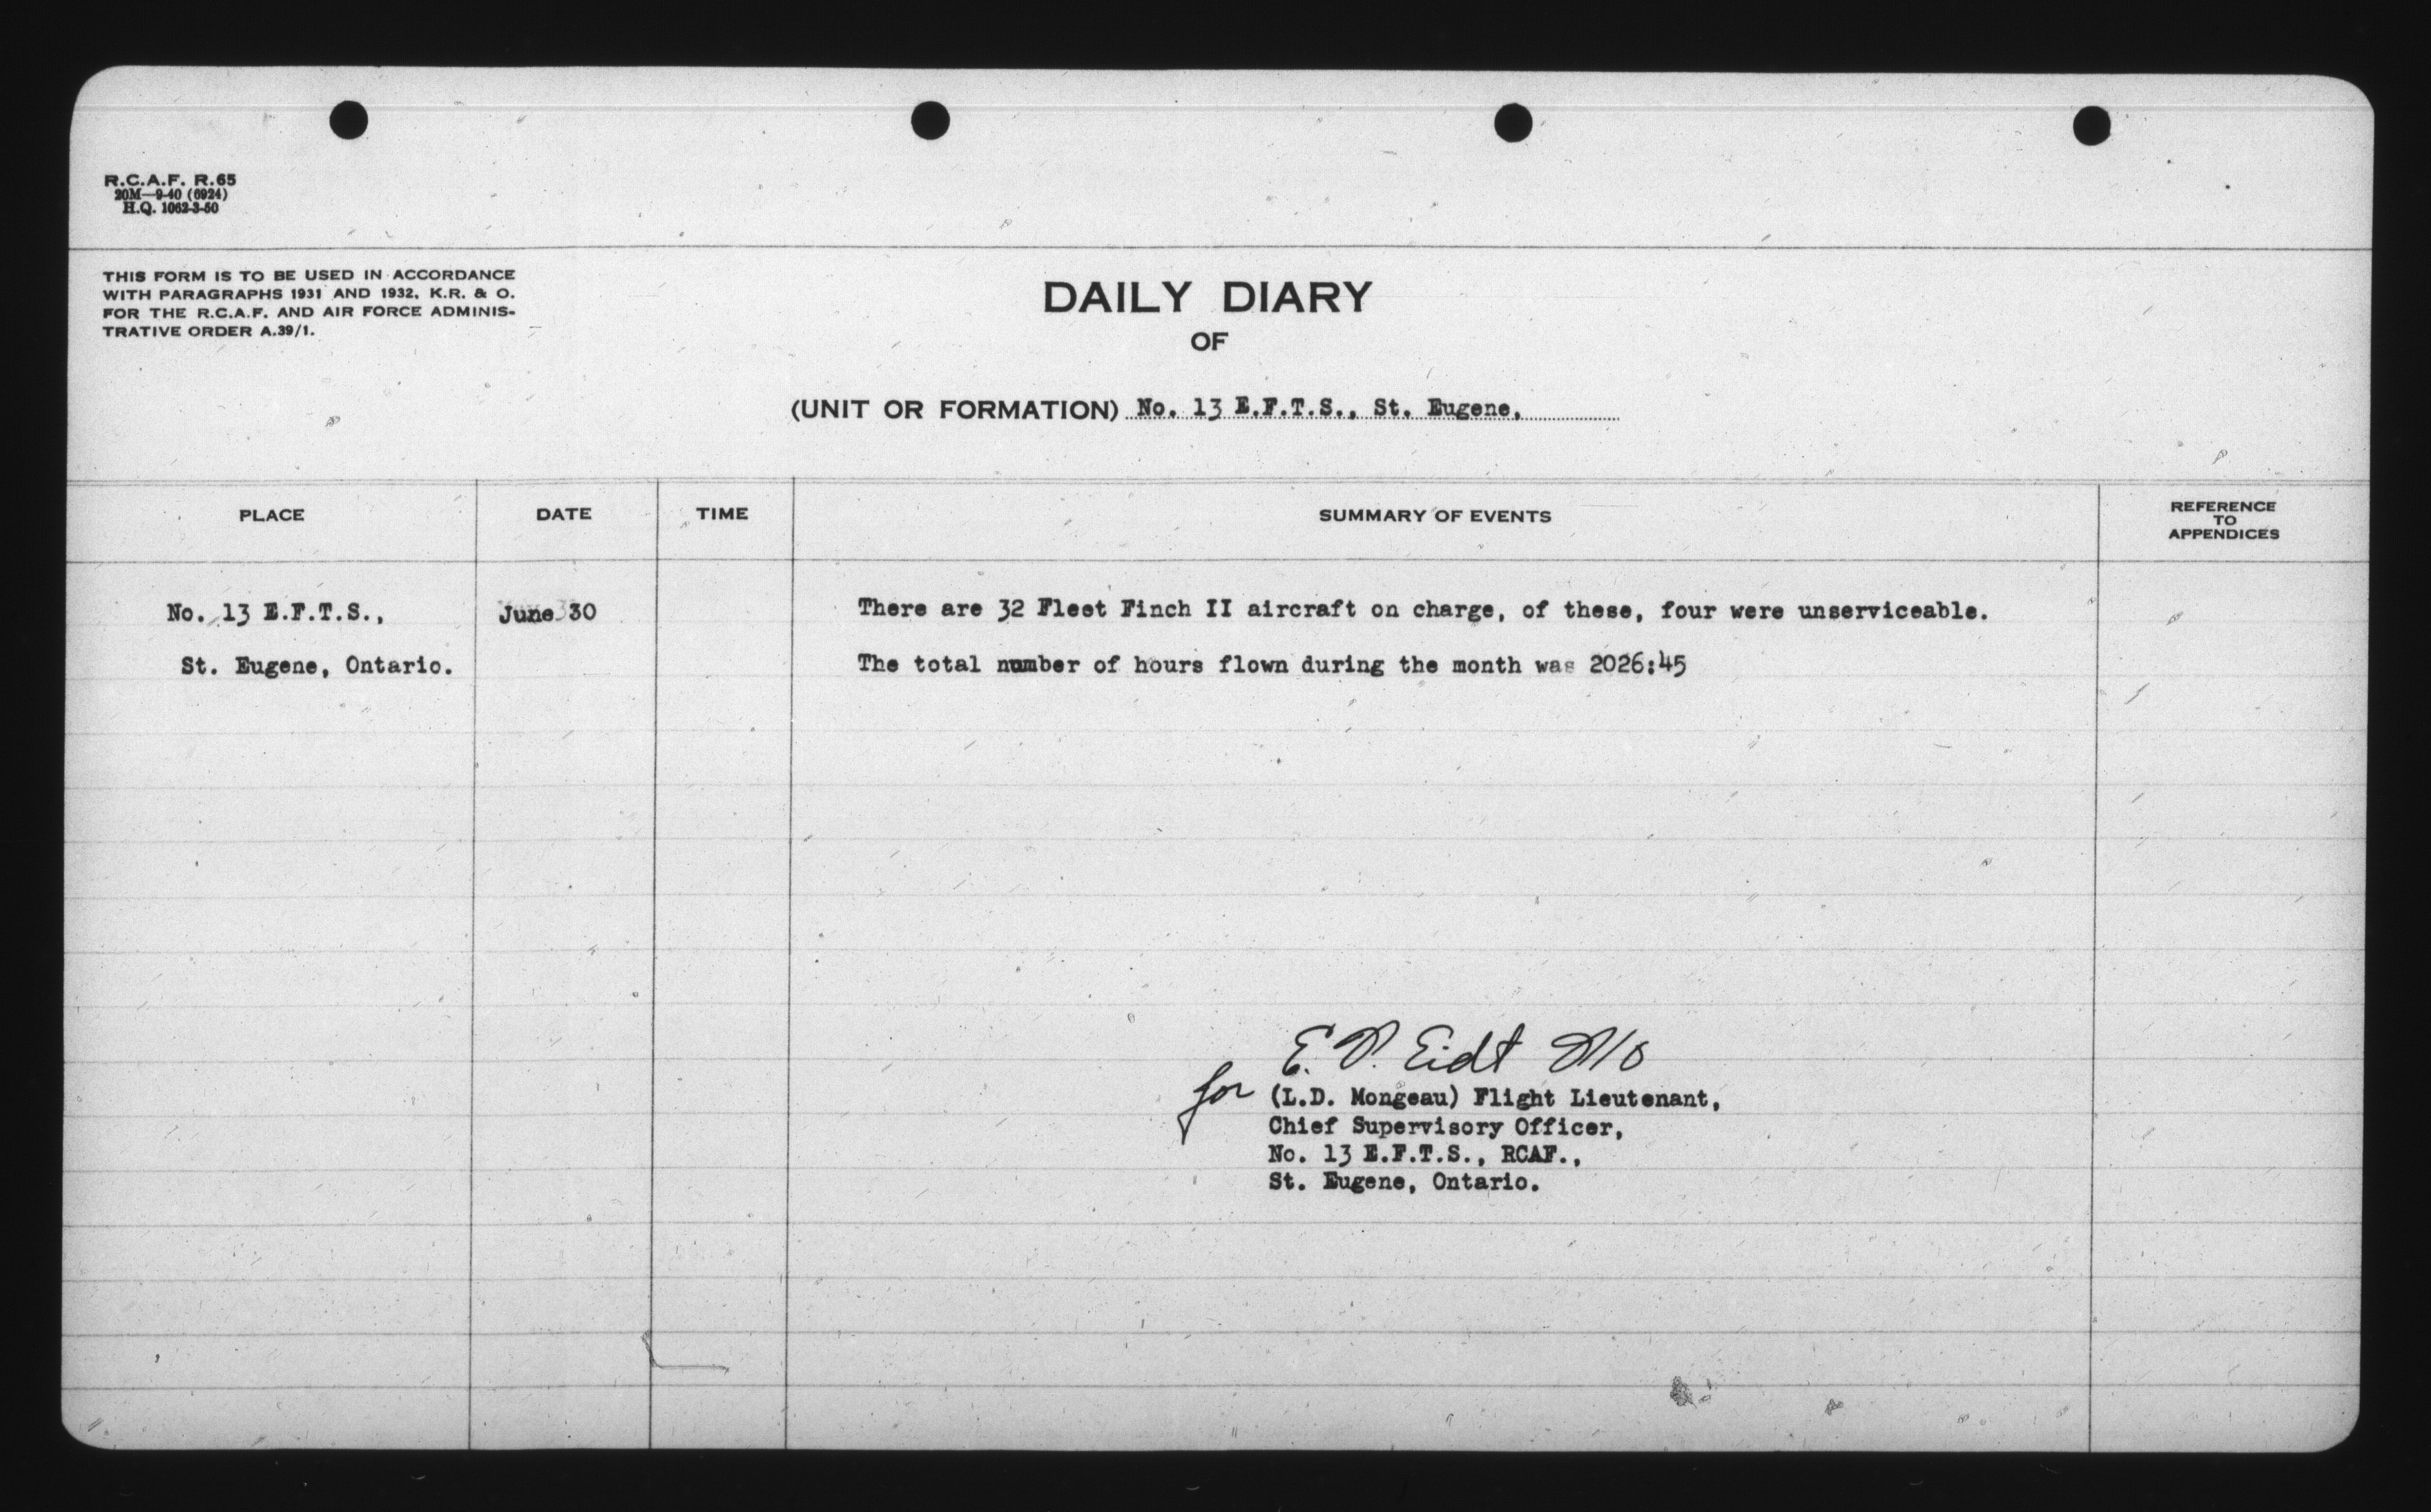 R.C.A.F. R.65
20M—9-40 (6924)
H.Q. 1062-3-50
THIS FORM IS TO BE USED IN ACCORDANCE
WITH PARAGRAPHS 1931 AND 1932, K.R. & O.
FOR THE R.C.A.F. AND AIR FORCE ADMINIS-
TRATIVE ORDER A.39/1.
DAILY DIARY
OF
(UNIT OR FORMATION) No. 13 E.F.T.S., St. Eugene,
PLACE DATE TIME SUMMARY OF EVENTS REFERENCE TO APPENDICES
No. 13 E.F.T.S., June 30 There are 32 Fleet Finch II aircraft on charge, of these, four were unserviceable.
St. Eugene, Ontario. The total number of hours flown during the month was 2026:45
E. P. Eidt P/O
for (L.D. Mongeau) Flight Lieutenant,
Chief Supervisory Officer,
No. 13 E.F.T.S., RCAF.,
St. Eugene, Ontario.